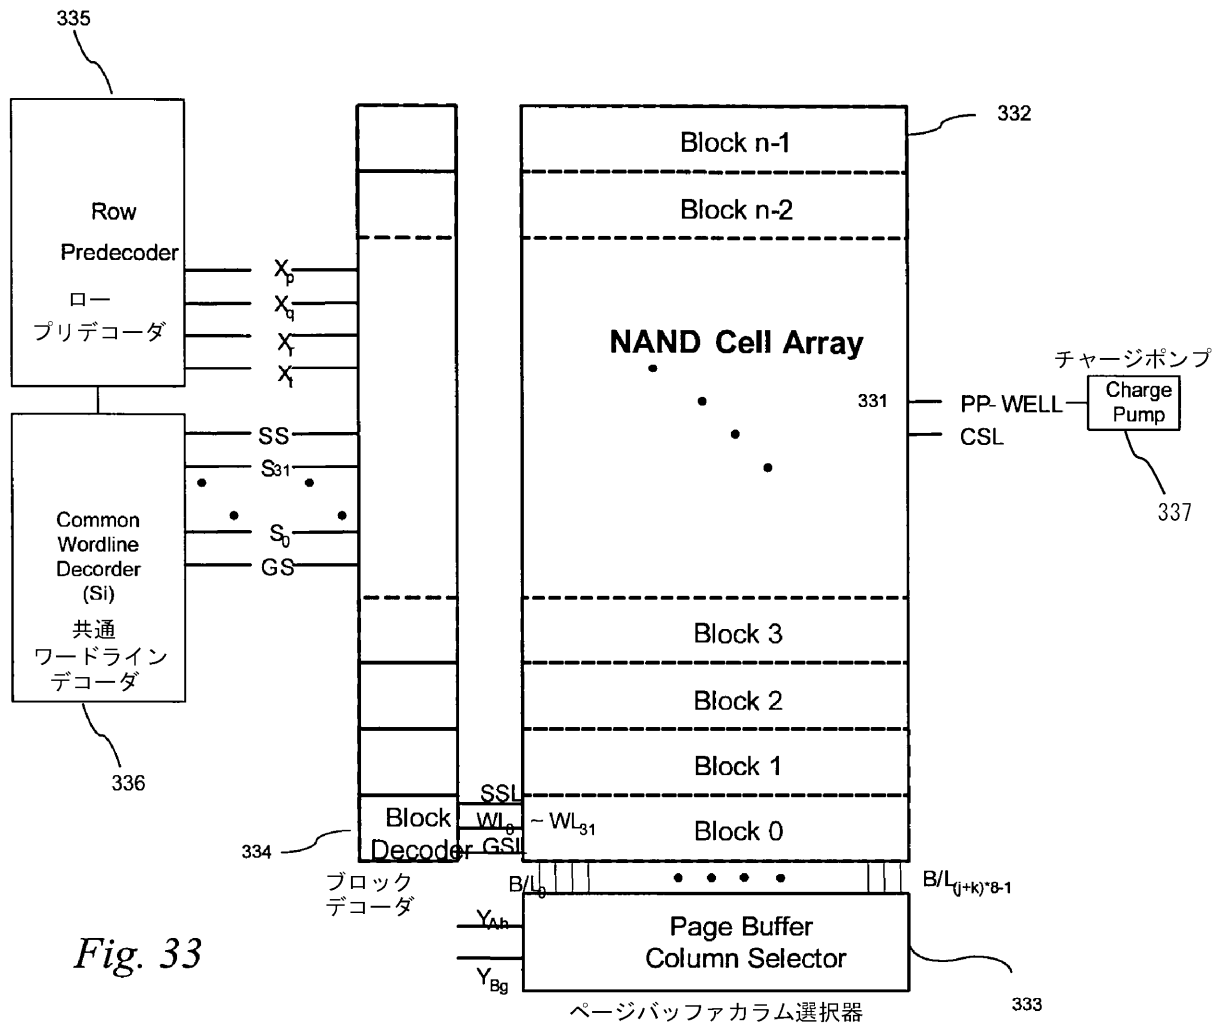 335
Row
Predecoder
ロー
プリデコーダ
Xp
Xq
Xr
Xt
SS
S31
S0
GS
Common
Wordline
Decorder
(Si)
共通
ワードライン
デコーダ
336
Block n-1
332
Block n-2
NAND Cell Array
331
PP-WELL
CSL
チャージポンプ
Charge
Pump
337
Block 3
Block 2
Block 1
Block 0
SSL
WL0 ~ WL31
GSL
Block
Decoder
334
ブロック
デコーダ
B/L0
B/L(j+k)*8-1
YAh
YBg
Page Buffer
Column Selector
333
ページバッファカラム選択器
Fig. 33